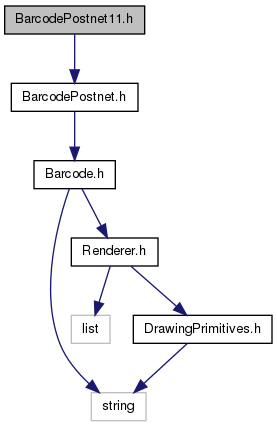 BarcodePostnet11.h
BarcodePostnet.h
Barcode.h
Renderer.h
list
DrawingPrimitives.h
string